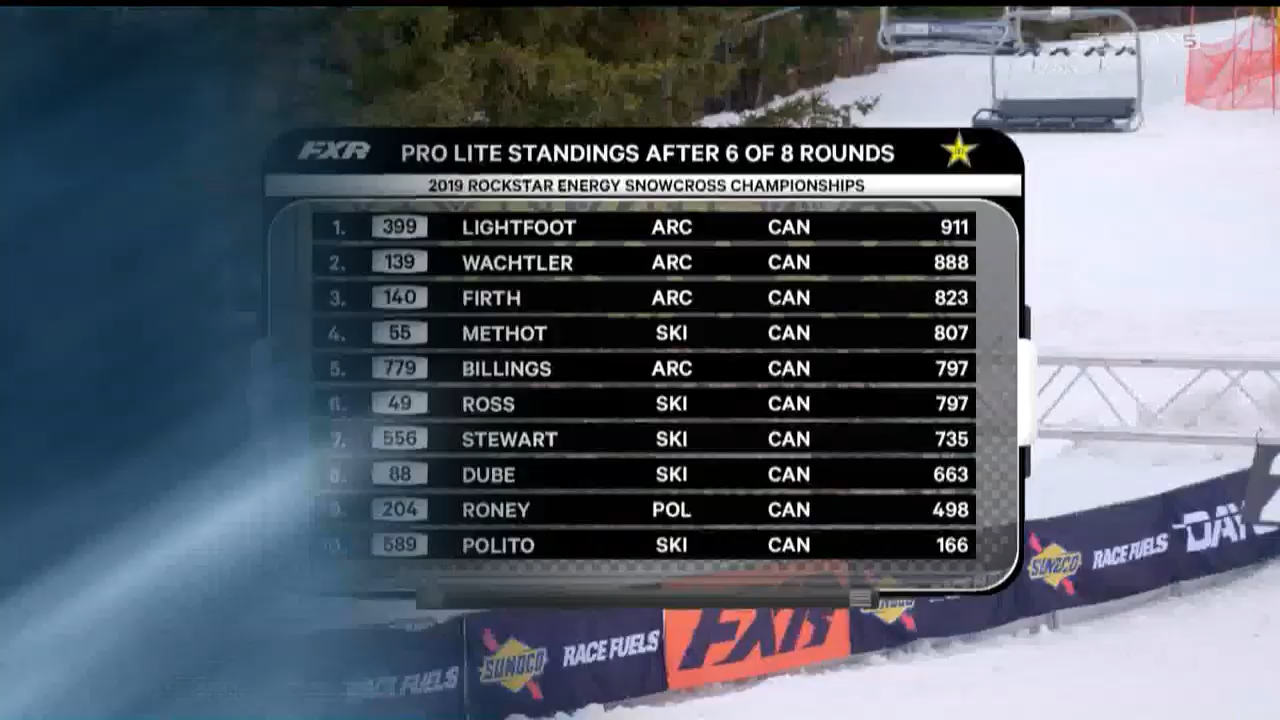 FXR PRO LITE STANDINGS AFTER 6 OF 8 ROUNDS
2019 ROCKSTAR ENERGY SNOWCROSS CHAMPIONSHIPS
1. 399 LIGHTFOOT ARC CAN 911
2. 139 WACHTLER ARC CAN 888
3. 140 FIRTH ARC CAN 823
4. 55 METHOT SKI CAN 807
5. 779 BILLINGS ARC CAN 797
6. 49 ROSS SKI CAN 797
7. 556 STEWART SKI CAN 735
8. 88 DUBE SKI CAN 663
9. 204 RONEY POL CAN 498
10. 589 POLITO SKI CAN 166
SUNOCO RACE FUELS
RACE FUELS SUNOCO RACE FUELS FXR SUNOCO